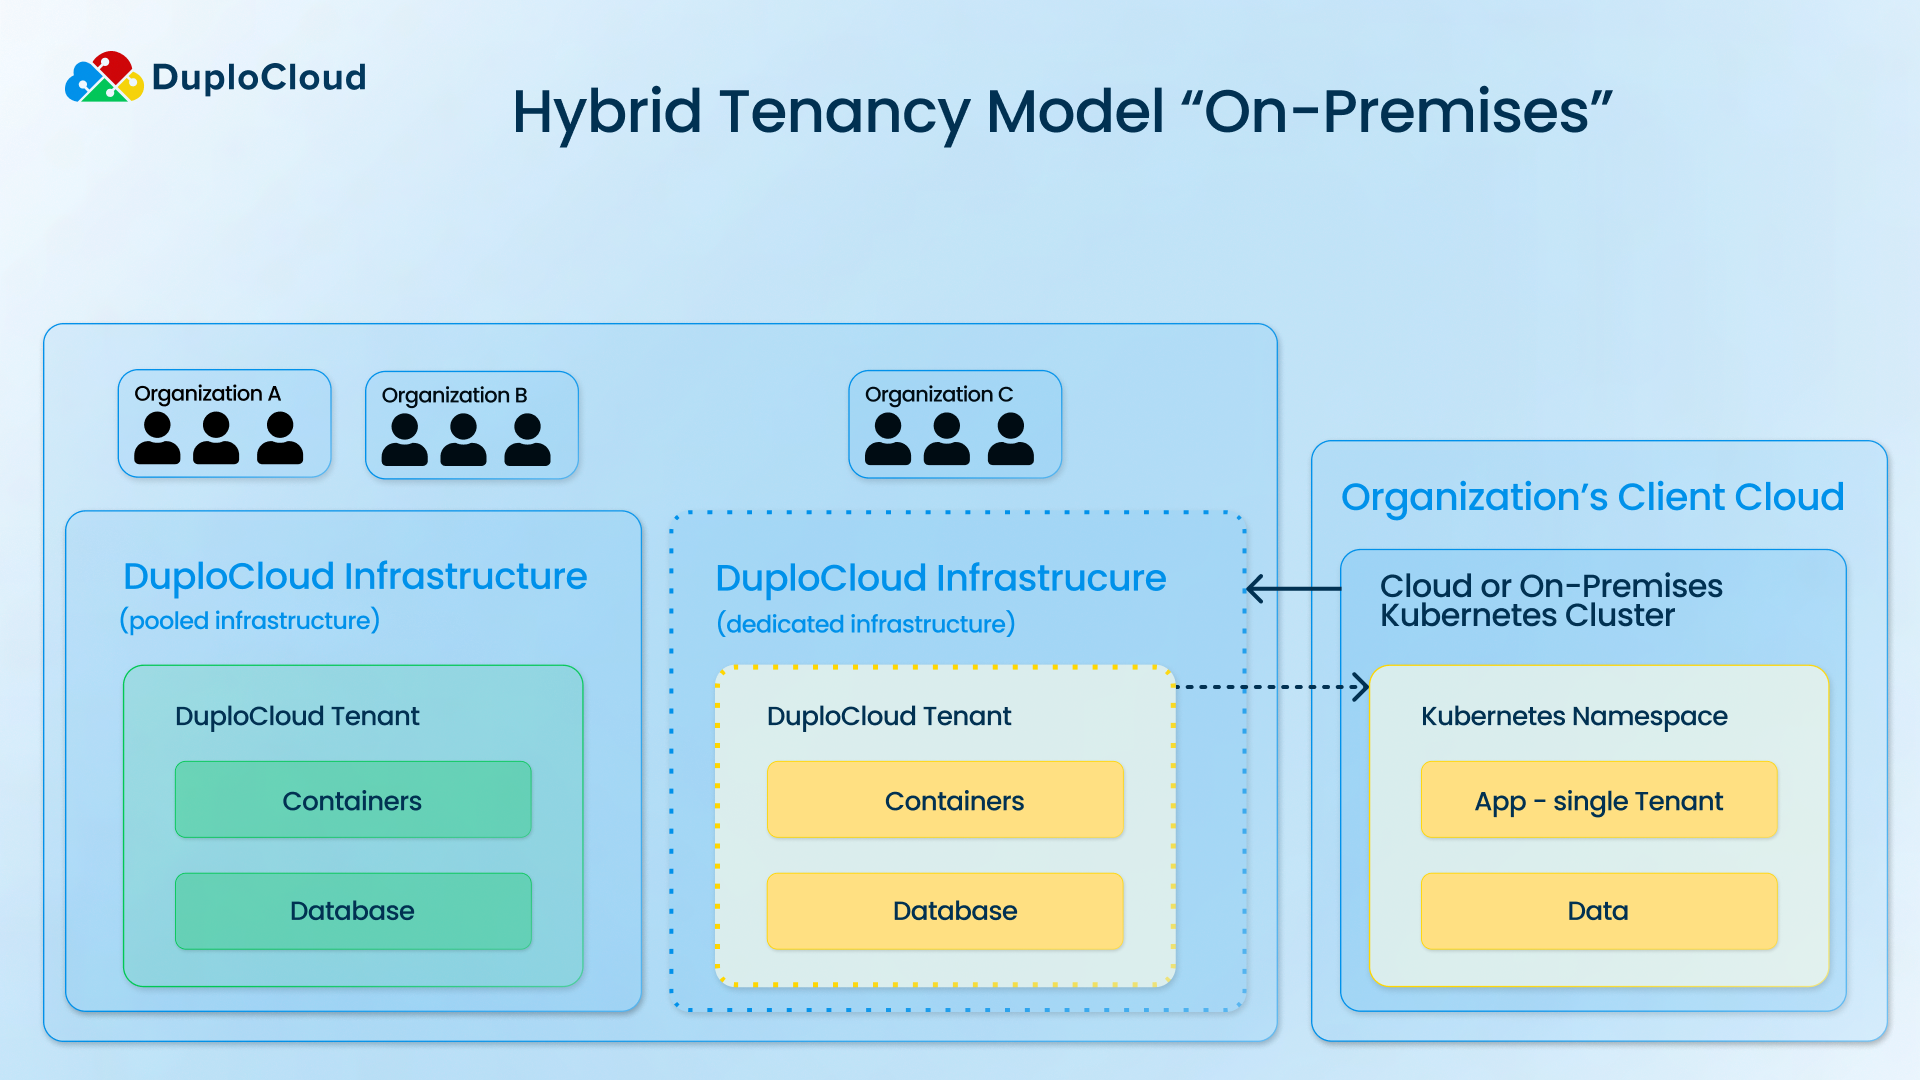 DuploCloud
Hybrid Tenancy Model “On-Premises”
Organization A
Organization B
Organization C
DuploCloud Infrastructure
(pooled infrastructure)
DuploCloud Tenant
Containers
Database
DuploCloud Infrastrucure
(dedicated infrastructure)
DuploCloud Tenant
Containers
Database
Organization’s Client Cloud
Cloud or On-Premises
Kubernetes Cluster
Kubernetes Namespace
App - single Tenant
Data